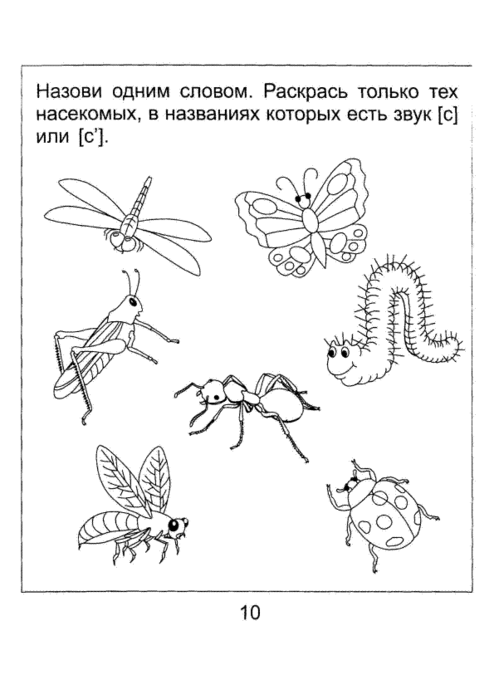 Назови одним словом. Раскрась только тех
насекомых, в названиях которых есть звук [с]
или [с’].
10